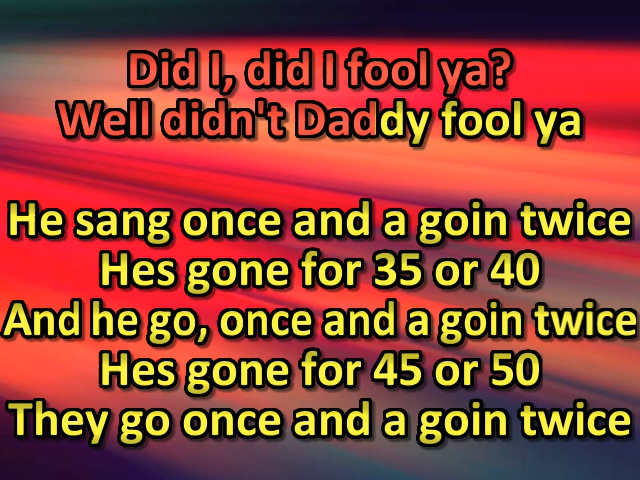 Did I, did I fool ya?
Well didn't Daddy fool ya
He sang once and a goin twice
Hes gone for 35 or 40
And he go, once and a goin twice
Hes gone for 45 or 50
They go once and a goin twice